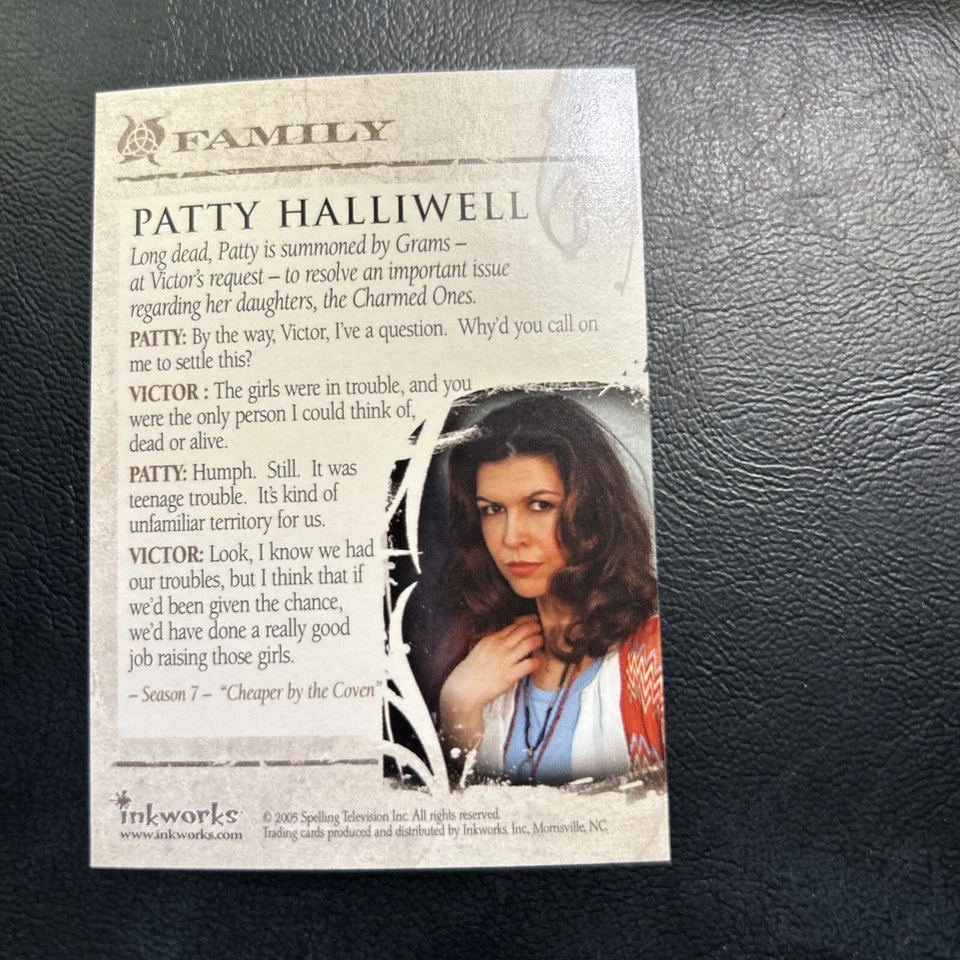 FAMILY
PATTY HALLIWELL
Long dead, Patty is summoned by Grams –
at Victor's request – to resolve an important issue
regarding her daughters, the Charmed Ones.
PATTY: By the way, Victor, I've a question. Why'd you call on
me to settle this?
VICTOR : The girls were in trouble, and you
were the only person I could think of,
dead or alive.
PATTY: Humph. Still. It was
teenage trouble. It's kind of
unfamiliar territory for us.
VICTOR: Look, I know we had
our troubles, but I think that if
we'd been given the chance,
we'd have done a really good
job raising those girls.
– Season 7 – "Cheaper by the Coven"
inkworks
www.inkworks.com
© 2005 Spelling Television Inc. All rights reserved.
Trading cards produced and distributed by Inkworks, Inc., Morrisville, NC